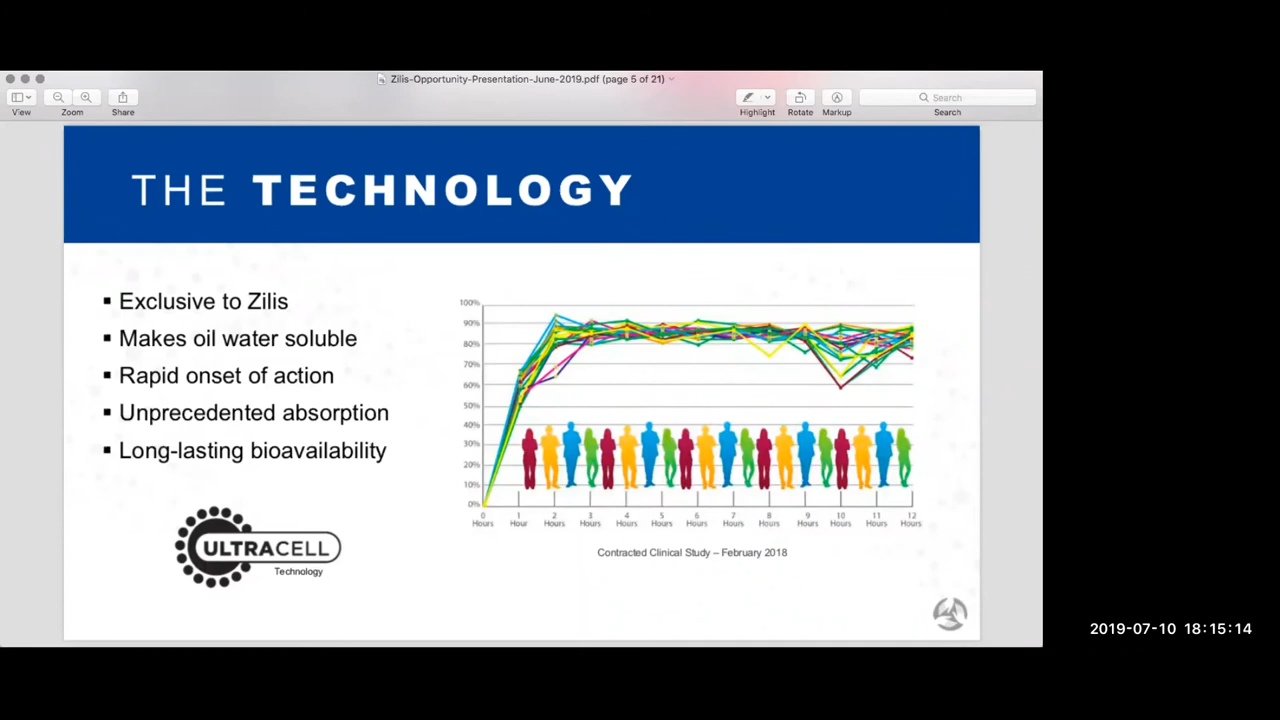 Zilis-Opportunity-Presentation-June-2019.pdf (page 5 of 21)
View
Zoom
Share
Highlight
Rotate
Markup
Search
Search
THE TECHNOLOGY
▪ Exclusive to Zilis
▪ Makes oil water soluble
▪ Rapid onset of action
▪ Unprecedented absorption
▪ Long-lasting bioavailability
ULTRACELL
Technology
100%
90%
80%
70%
60%
50%
40%
30%
20%
10%
0%
0 1 2 3 4 5 6 7 8 9 10 11 12
Hours Hour Hours Hours Hours Hours Hours Hours Hours Hours Hours Hours Hours
Contracted Clinical Study – February 2018
2019-07-10 18:15:14